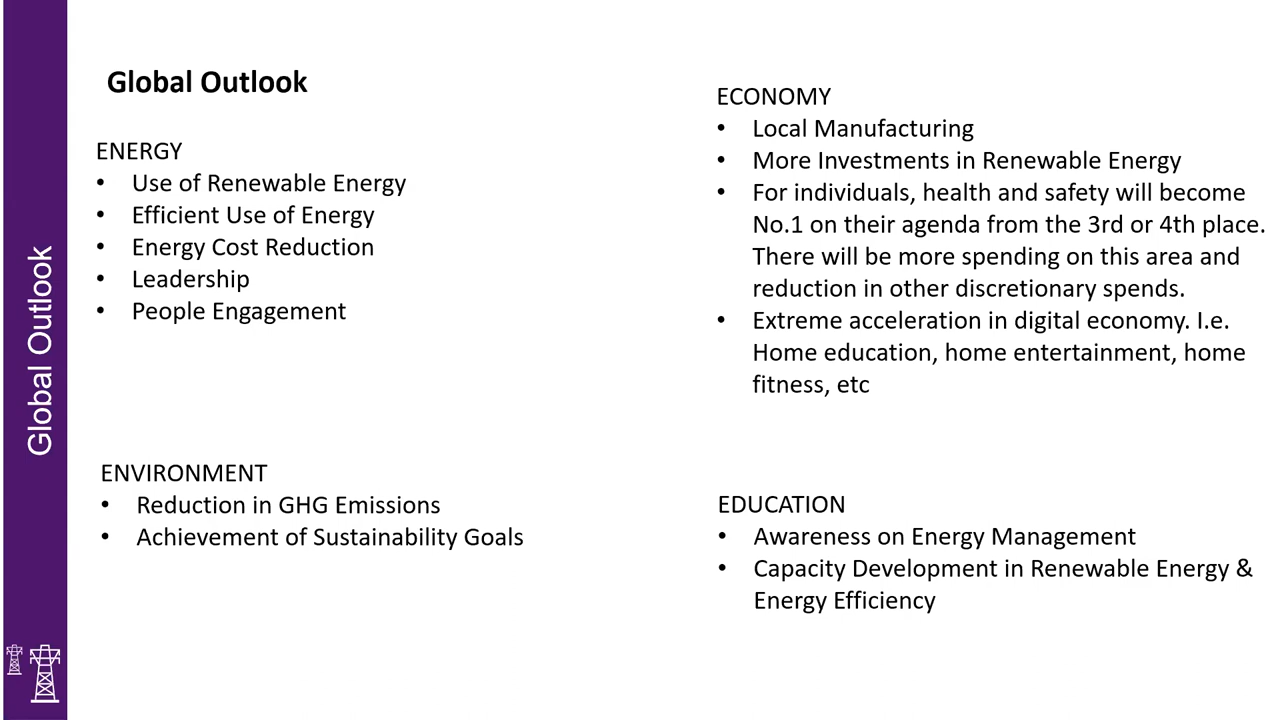 Global Outlook
Global Outlook
ENERGY
• Use of Renewable Energy
• Efficient Use of Energy
• Energy Cost Reduction
• Leadership
• People Engagement
ENVIRONMENT
• Reduction in GHG Emissions
• Achievement of Sustainability Goals
ECONOMY
• Local Manufacturing
• More Investments in Renewable Energy
• For individuals, health and safety will become
No.1 on their agenda from the 3rd or 4th place.
There will be more spending on this area and
reduction in other discretionary spends.
• Extreme acceleration in digital economy. I.e.
Home education, home entertainment, home
fitness, etc
EDUCATION
• Awareness on Energy Management
• Capacity Development in Renewable Energy &
Energy Efficiency